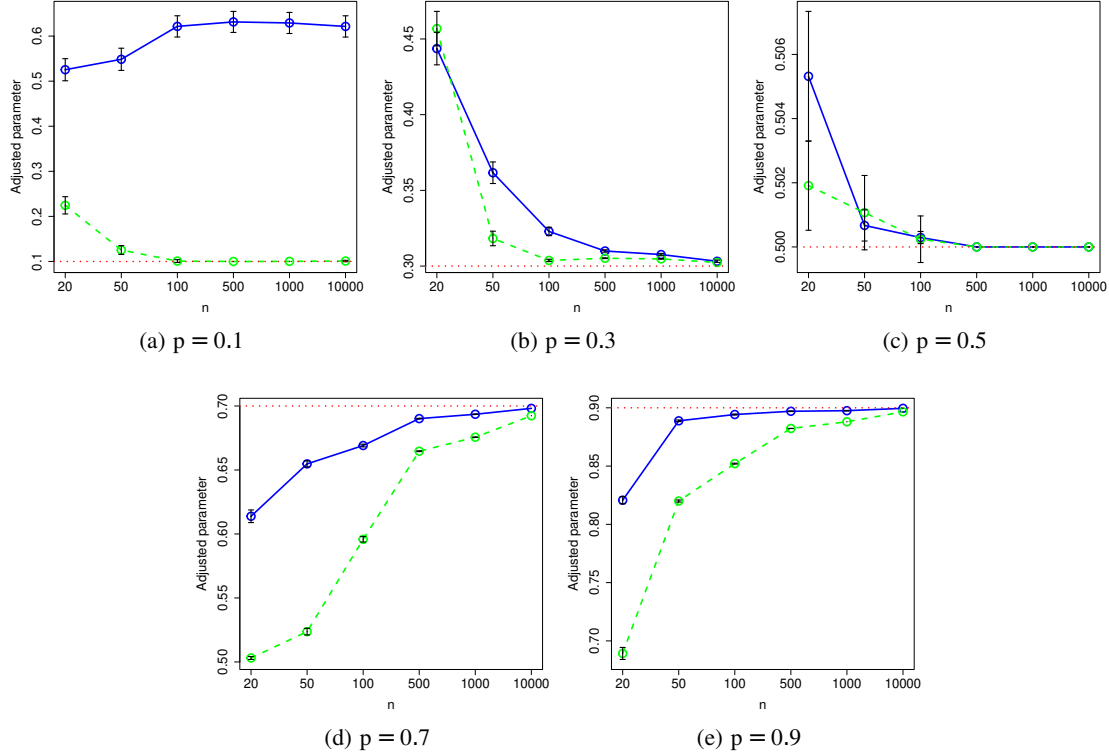 Adjusted parameter
0.1 0.2 0.3 0.4 0.5 0.6
20 50 100 500 1000 10000
n
(a) p = 0.1
Adjusted parameter
0.30 0.35 0.40 0.45
20 50 100 500 1000 10000
n
(b) p = 0.3
Adjusted parameter
0.500 0.502 0.504 0.506
20 50 100 500 1000 10000
n
(c) p = 0.5
Adjusted parameter
0.50 0.55 0.60 0.65 0.70
20 50 100 500 1000 10000
n
(d) p = 0.7
Adjusted parameter
0.70 0.75 0.80 0.85 0.90
20 50 100 500 1000 10000
n
(e) p = 0.9